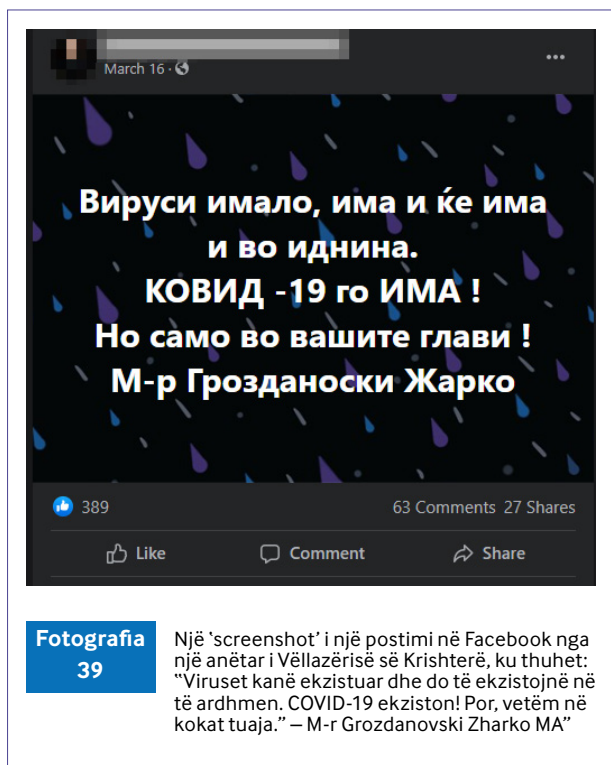 March 16
Вируси имало, има и ќе има
и во иднина.
КОВИД -19 го ИМА !
Но само во вашите глави !
М-р Грозданоски Жарко
389
63 Comments 27 Shares
Like Comment Share
Fotografia
39
Një ‘screenshot’ i një postimi në Facebook nga
një anëtar i Vëllazërisë së Krishterë, ku thuhet:
“Viruset kanë ekzistuar dhe do të ekzistojnë në
të ardhmen. COVID-19 ekziston! Por, vetëm në
kokat tuaja.” – M-r Grozdanovski Zharko MA”